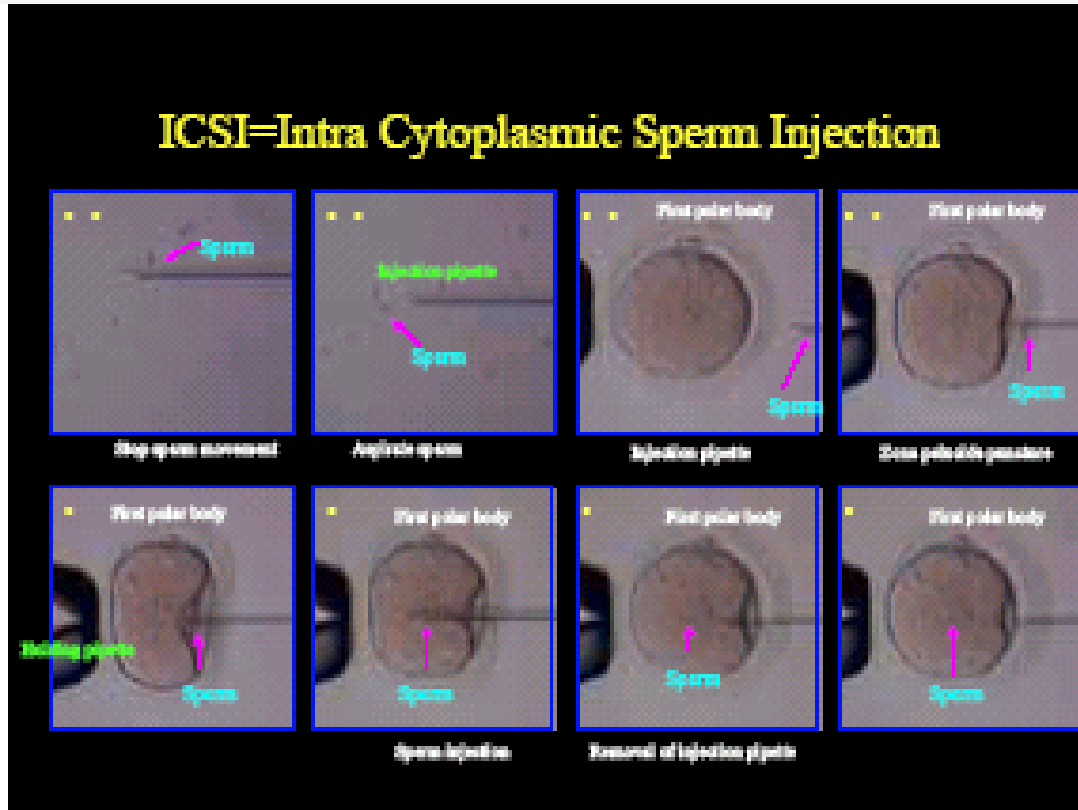 ICSI=Intra Cytoplasmic Sperm Injection
First polar body
First polar body
Sperm
Injection pipette
Sperm
Sperm
Sperm
Stop sperm movement
Aspirate sperm
Injection pipette
Zona pelucida puncture
First polar body
First polar body
First polar body
First polar body
Holding pipette
Sperm
Sperm
Sperm
Sperm
Sperm injection
Removal of injection pipette